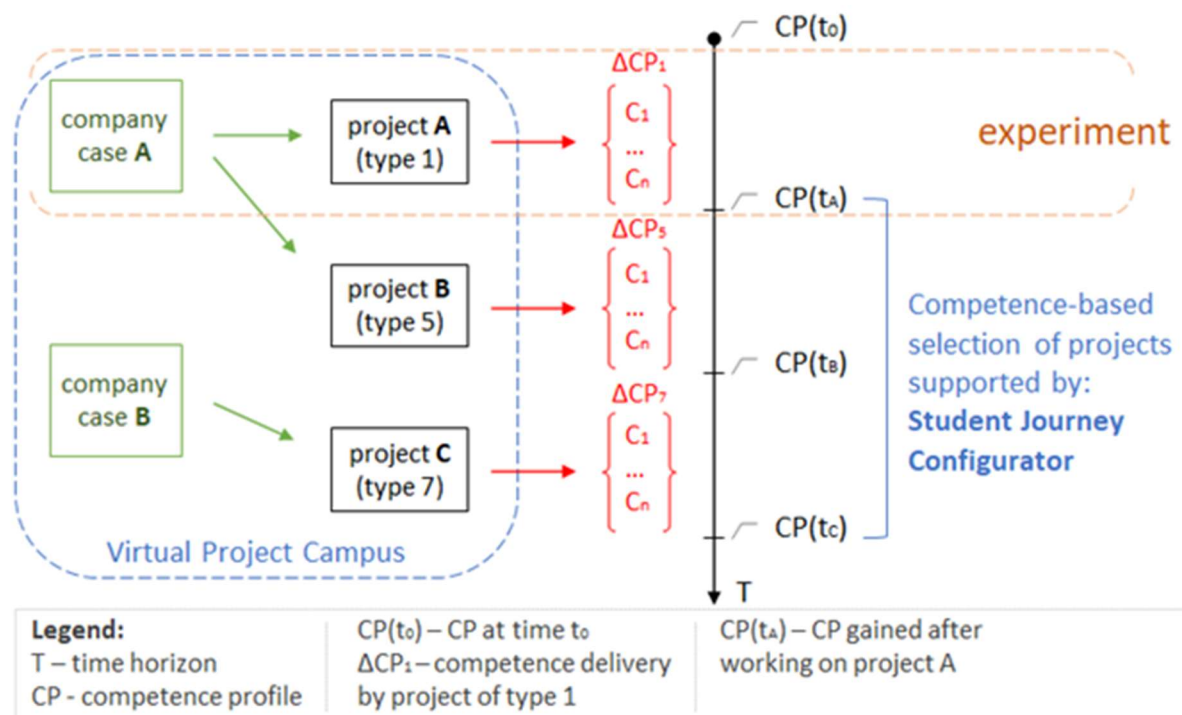 CP(t₀)
ΔCP₁
company
case A
project A
(type 1)
C₁
...
Cₙ
experiment
CP(tA)
ΔCP₅
project B
(type 5)
C₁
...
Cₙ
Competence-based
selection of projects
supported by:
Student Journey
Configurator
CP(tB)
company
case B
ΔCP₇
project C
(type 7)
C₁
...
Cₙ
CP(tC)
Virtual Project Campus
T
Legend:
T – time horizon
CP - competence profile
CP(t₀) – CP at time t₀
ΔCP₁ – competence delivery
by project of type 1
CP(tA) – CP gained after
working on project A